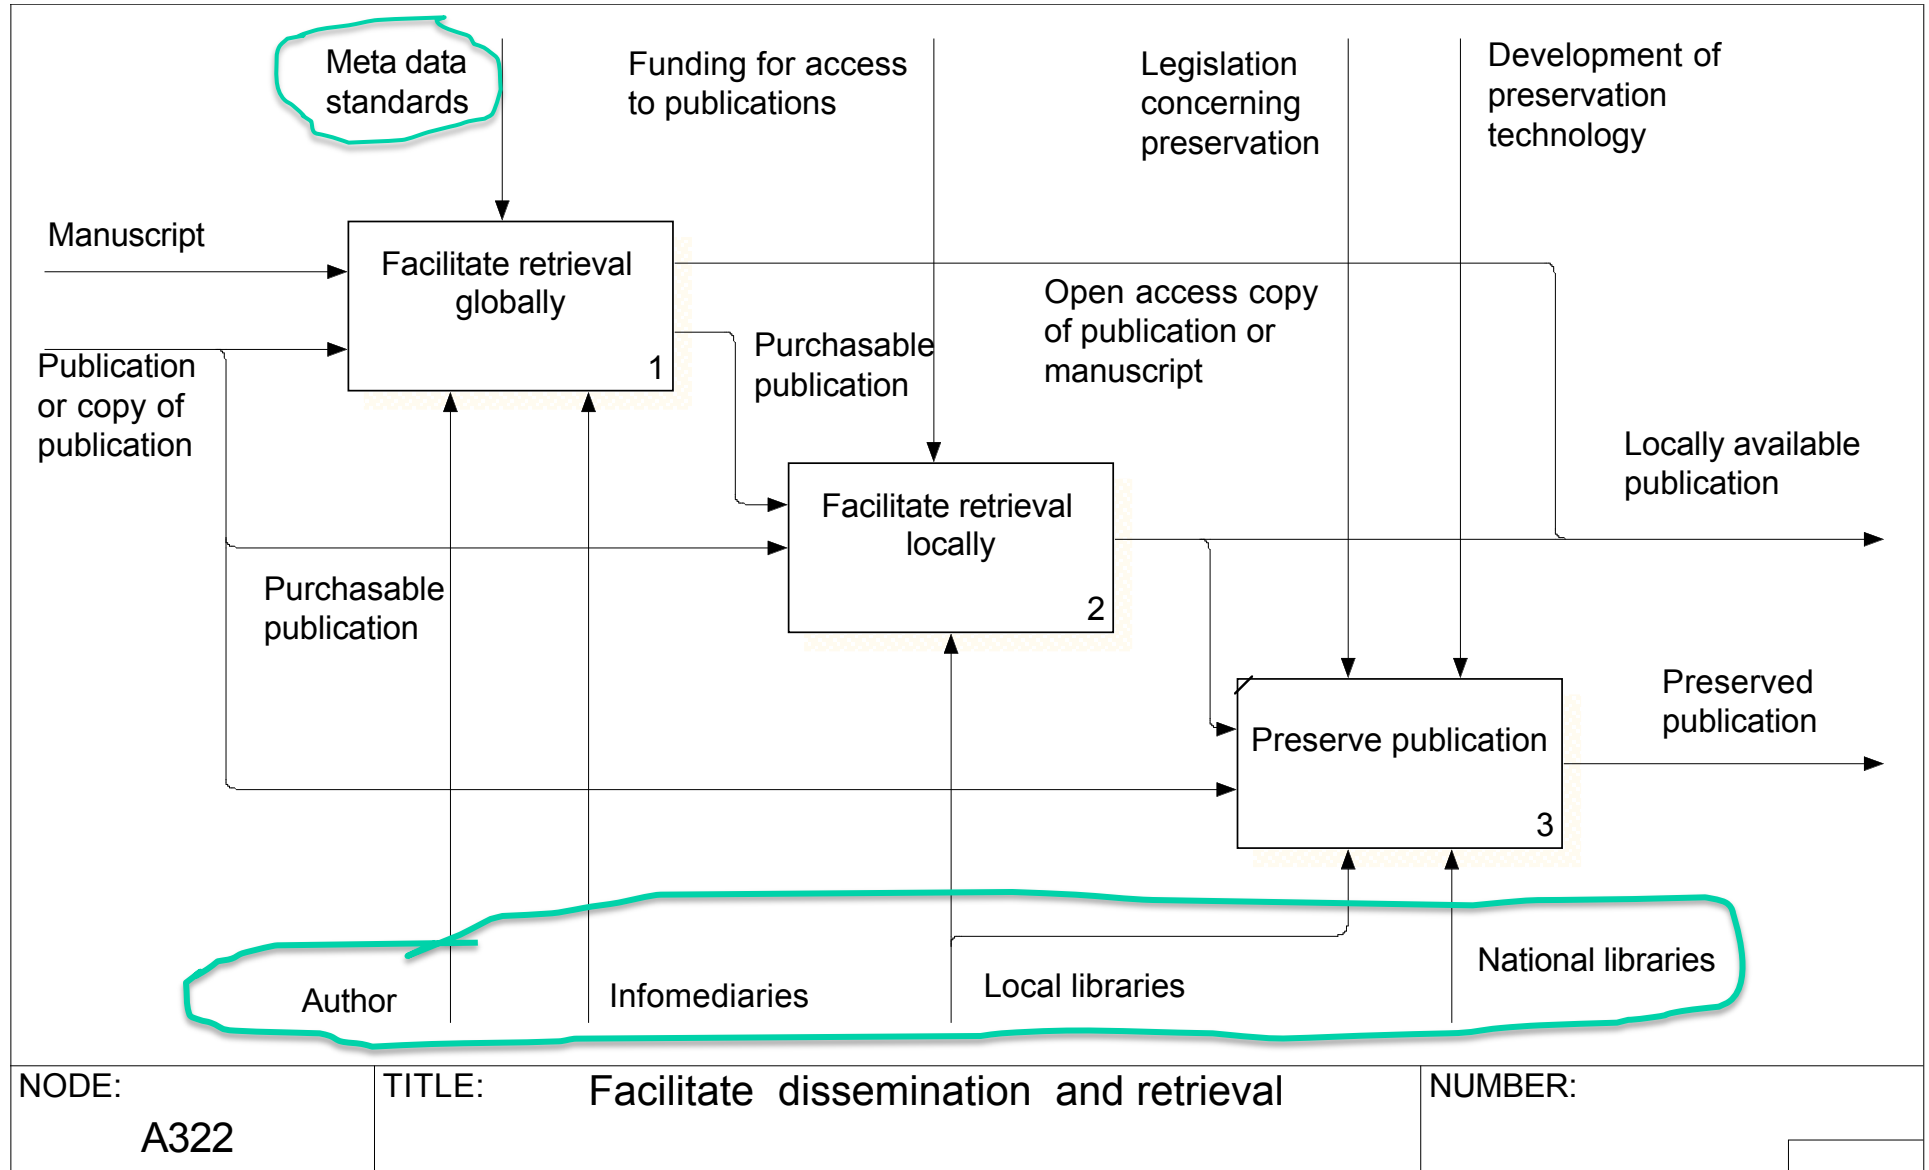 Meta data
standards
Funding for access
to publications
Legislation
concerning
preservation
Development of
preservation
technology
Manuscript
Facilitate retrieval
globally
1
Publication
or copy of
publication
Purchasable
publication
Open access copy
of publication or
manuscript
Locally available
publication
Facilitate retrieval
locally
2
Purchasable
publication
Preserved
publication
Preserve publication
3
Author
Infomediaries
Local libraries
National libraries
NODE:
A322
TITLE:
Facilitate dissemination and retrieval
NUMBER: